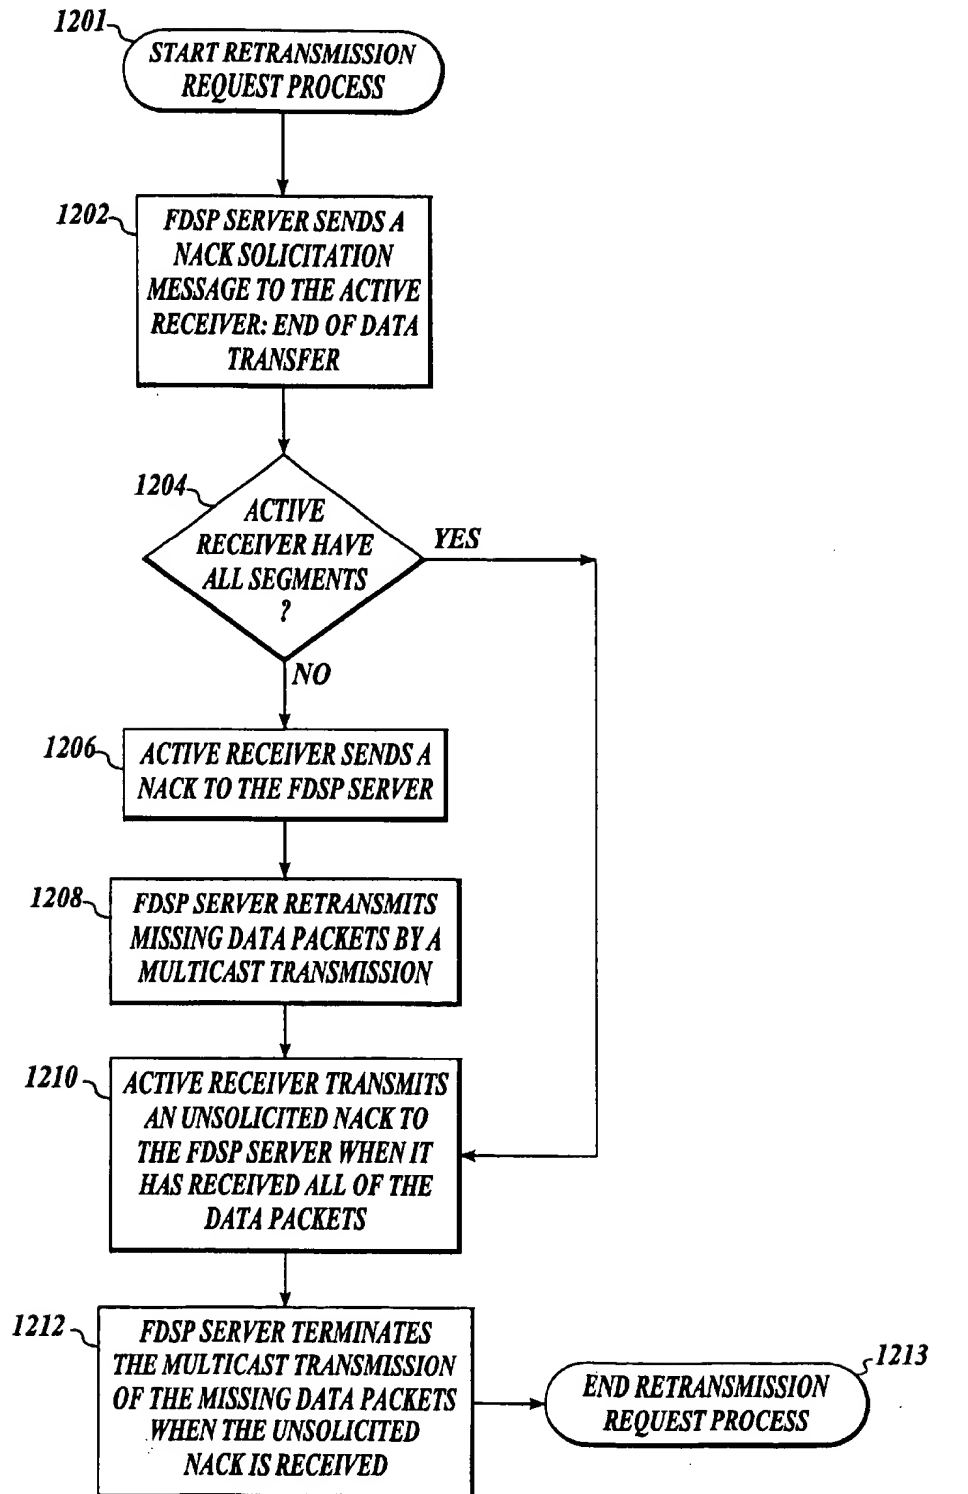 1201
START RETRANSMISSION
REQUEST PROCESS
1202
FDSP SERVER SENDS A
NACK SOLICITATION
MESSAGE TO THE ACTIVE
RECEIVER: END OF DATA
TRANSFER
1204
ACTIVE
RECEIVER HAVE
ALL SEGMENTS
?
YES
NO
1206
ACTIVE RECEIVER SENDS A
NACK TO THE FDSP SERVER
1208
FDSP SERVER RETRANSMITS
MISSING DATA PACKETS BY A
MULTICAST TRANSMISSION
1210
ACTIVE RECEIVER TRANSMITS
AN UNSOLICITED NACK TO
THE FDSP SERVER WHEN IT
HAS RECEIVED ALL OF THE
DATA PACKETS
1212
FDSP SERVER TERMINATES
THE MULTICAST TRANSMISSION
OF THE MISSING DATA PACKETS
WHEN THE UNSOLICITED
NACK IS RECEIVED
1213
END RETRANSMISSION
REQUEST PROCESS